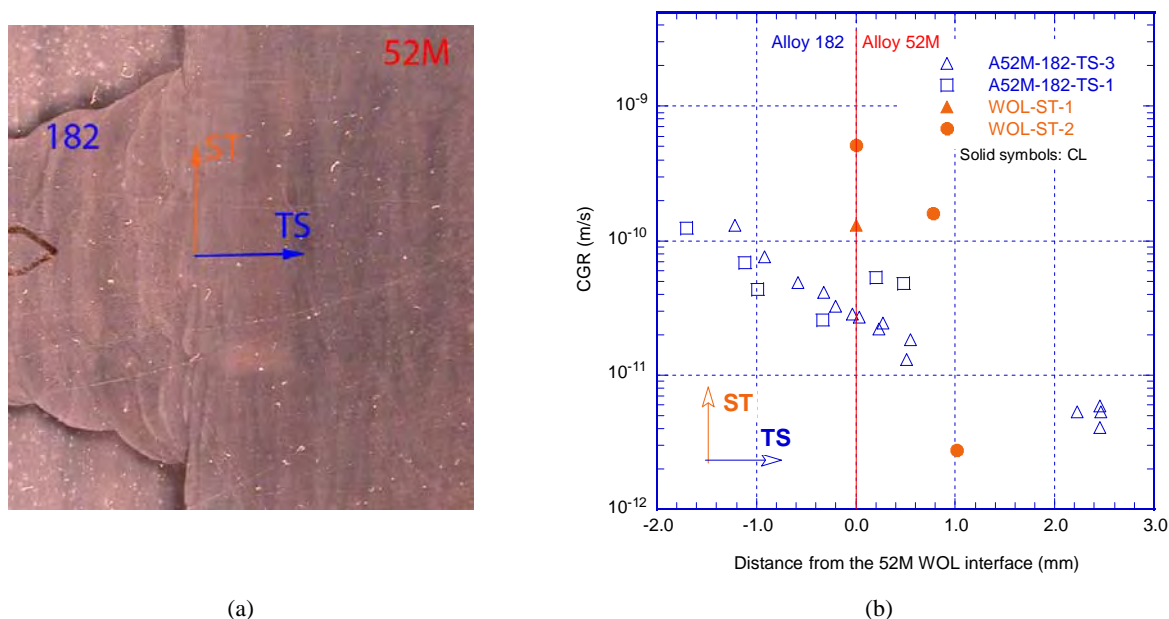 52M
182
ST
TS
(a)
Alloy 182
Alloy 52M
A52M-182-TS-3
A52M-182-TS-1
WOL-ST-1
WOL-ST-2
Solid symbols: CL
CGR (m/s)
10-9
10-10
10-11
10-12
ST
TS
-2.0 -1.0 0.0 1.0 2.0 3.0
Distance from the 52M WOL interface (mm)
(b)